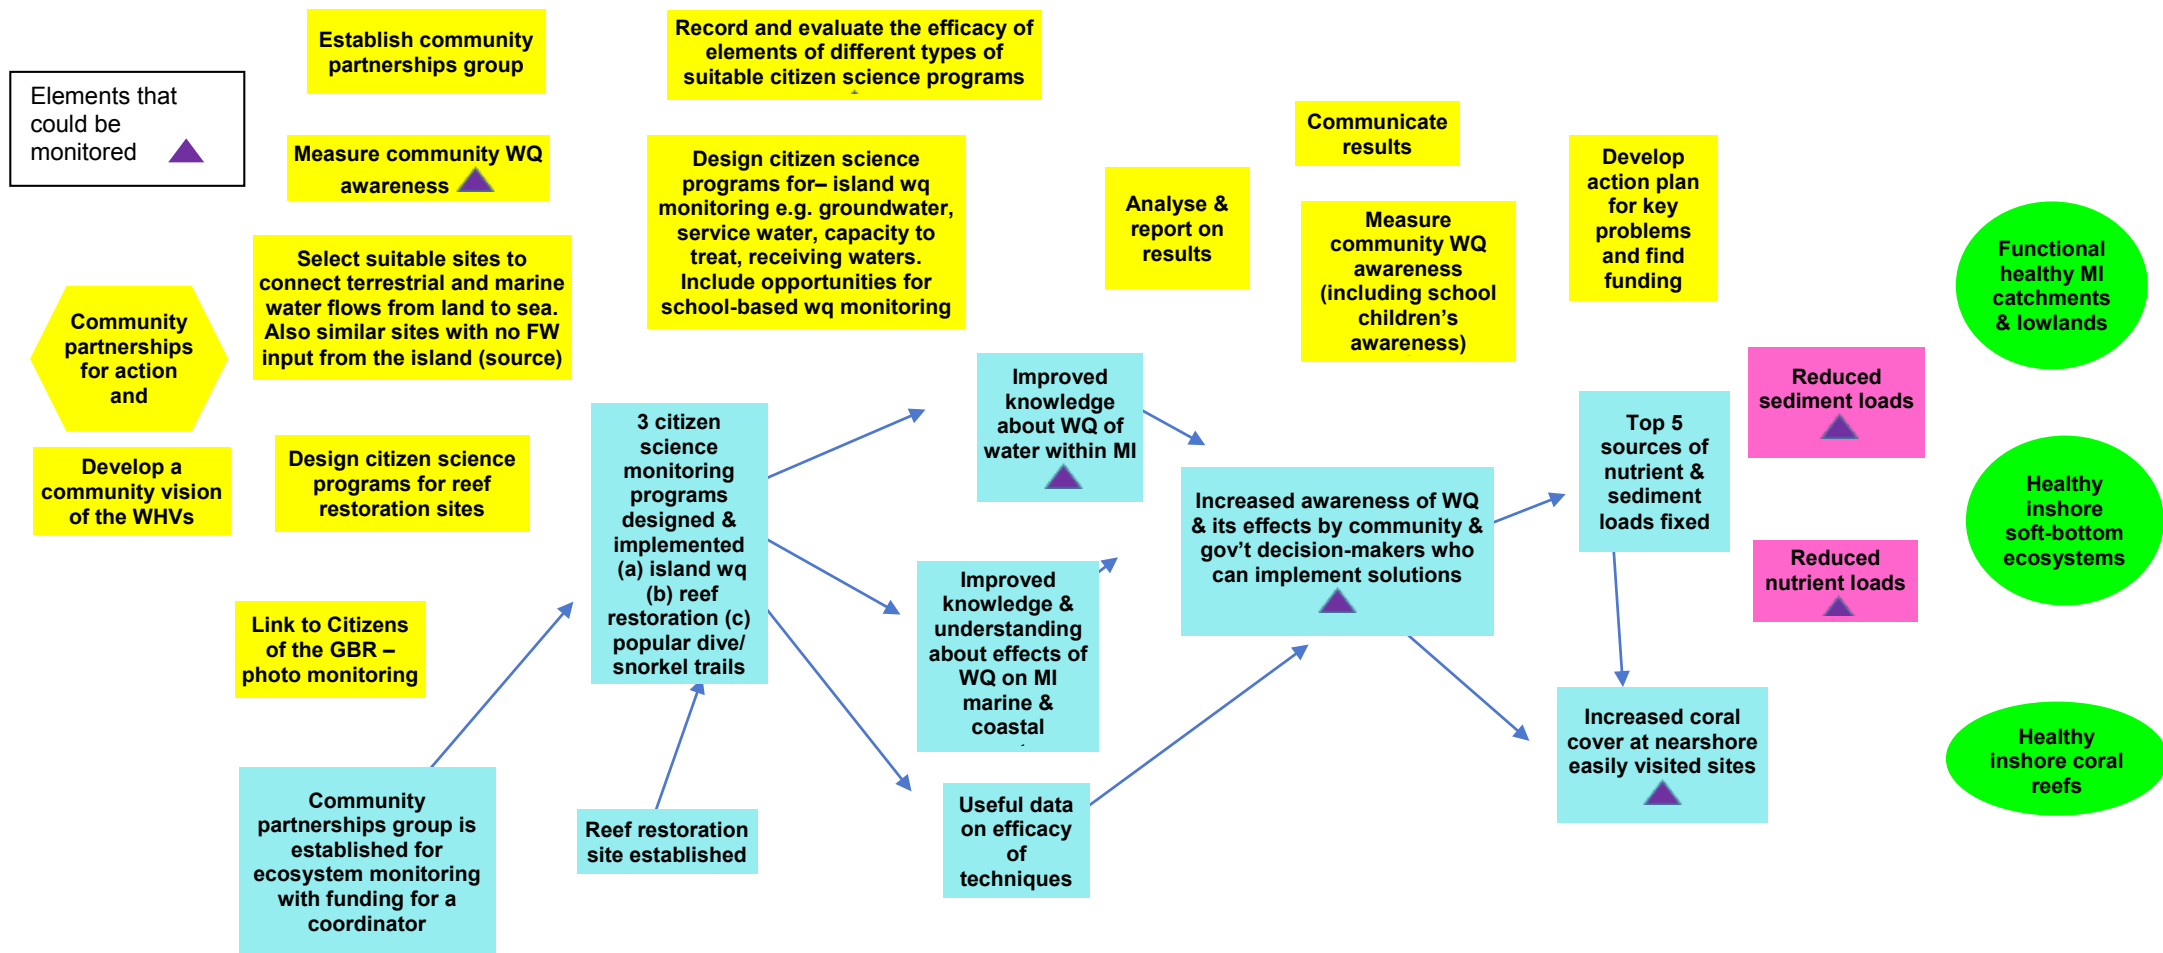 Elements that
could be
monitored
Establish community
partnerships group
Record and evaluate the efficacy of
elements of different types of
suitable citizen science programs
Measure community WQ
awareness
Design citizen science
programs for– island wq
monitoring e.g. groundwater,
service water, capacity to
treat, receiving waters.
Include opportunities for
school-based wq monitoring
Communicate
results
Analyse &
report on
results
Measure
community WQ
awareness
(including school
children's
awareness)
Develop
action plan
for key
problems
and find
funding
Select suitable sites to
connect terrestrial and marine
water flows from land to sea.
Also similar sites with no FW
input from the island (source)
Community
partnerships
for action
and
Develop a
community vision
of the WHVs
Design citizen science
programs for reef
restoration sites
Link to Citizens
of the GBR –
photo monitoring
Community
partnerships group is
established for
ecosystem monitoring
with funding for a
coordinator
Reef restoration
site established
3 citizen
science
monitoring
programs
designed &
implemented
(a) island wq
(b) reef
restoration (c)
popular dive/
snorkel trails
Improved
knowledge
about WQ of
water within MI
Improved
knowledge &
understanding
about effects of
WQ on MI
marine &
coastal
Useful data
on efficacy
of
techniques
Increased awareness of WQ
& its effects by community &
gov't decision-makers who
can implement solutions
Top 5
sources of
nutrient &
sediment
loads fixed
Increased coral
cover at nearshore
easily visited sites
Reduced
sediment loads
Reduced
nutrient loads
Functional
healthy MI
catchments
& lowlands
Healthy
inshore
soft-bottom
ecosystems
Healthy
inshore coral
reefs